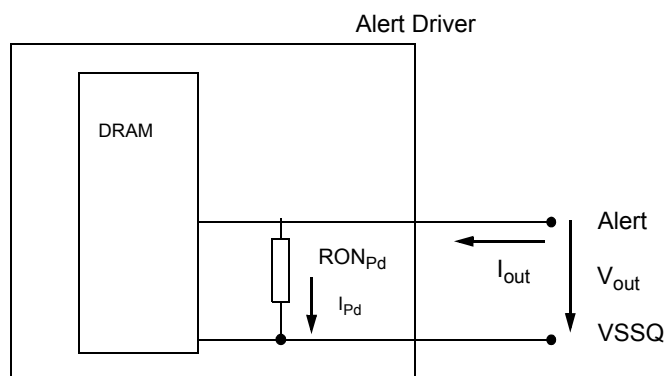 Alert Driver
DRAM
Alert
RONPd
Iout
Vout
IPd
VSSQ